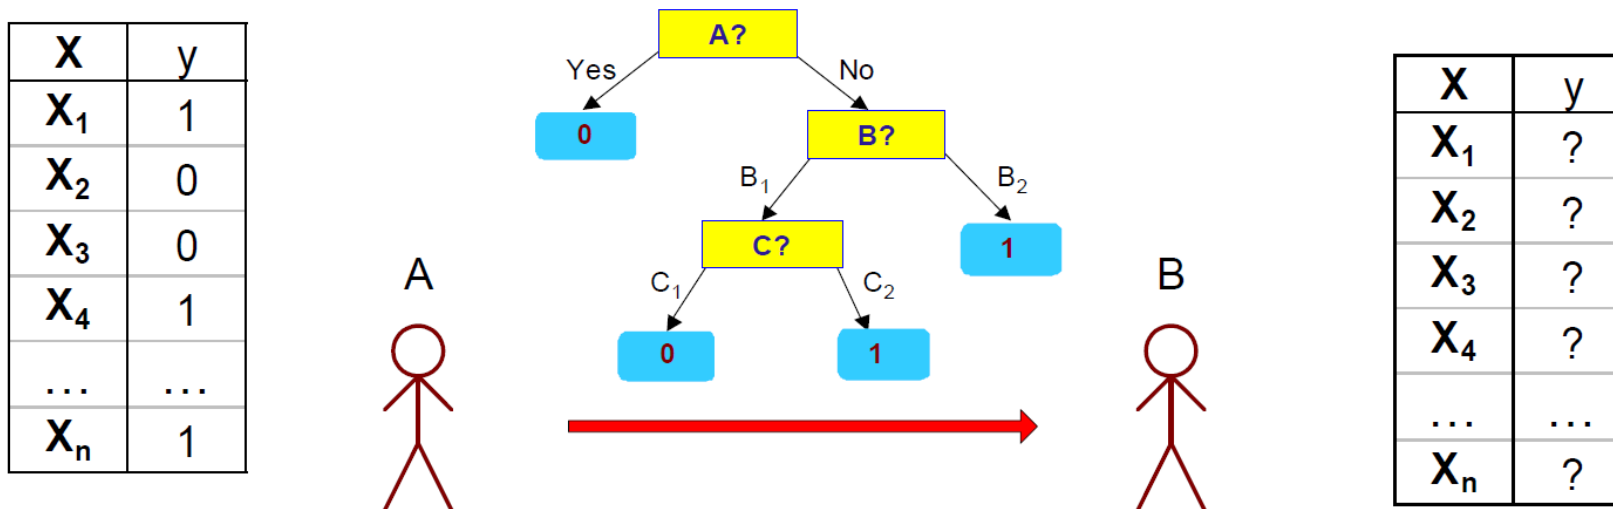 X y
X1 1
X2 0
X3 0
X4 1
... ...
Xn 1
A?
Yes No
0
B?
B1 B2
C?
1
C1 C2
0 1
A
B
X y
X1 ?
X2 ?
X3 ?
X4 ?
... ...
Xn ?